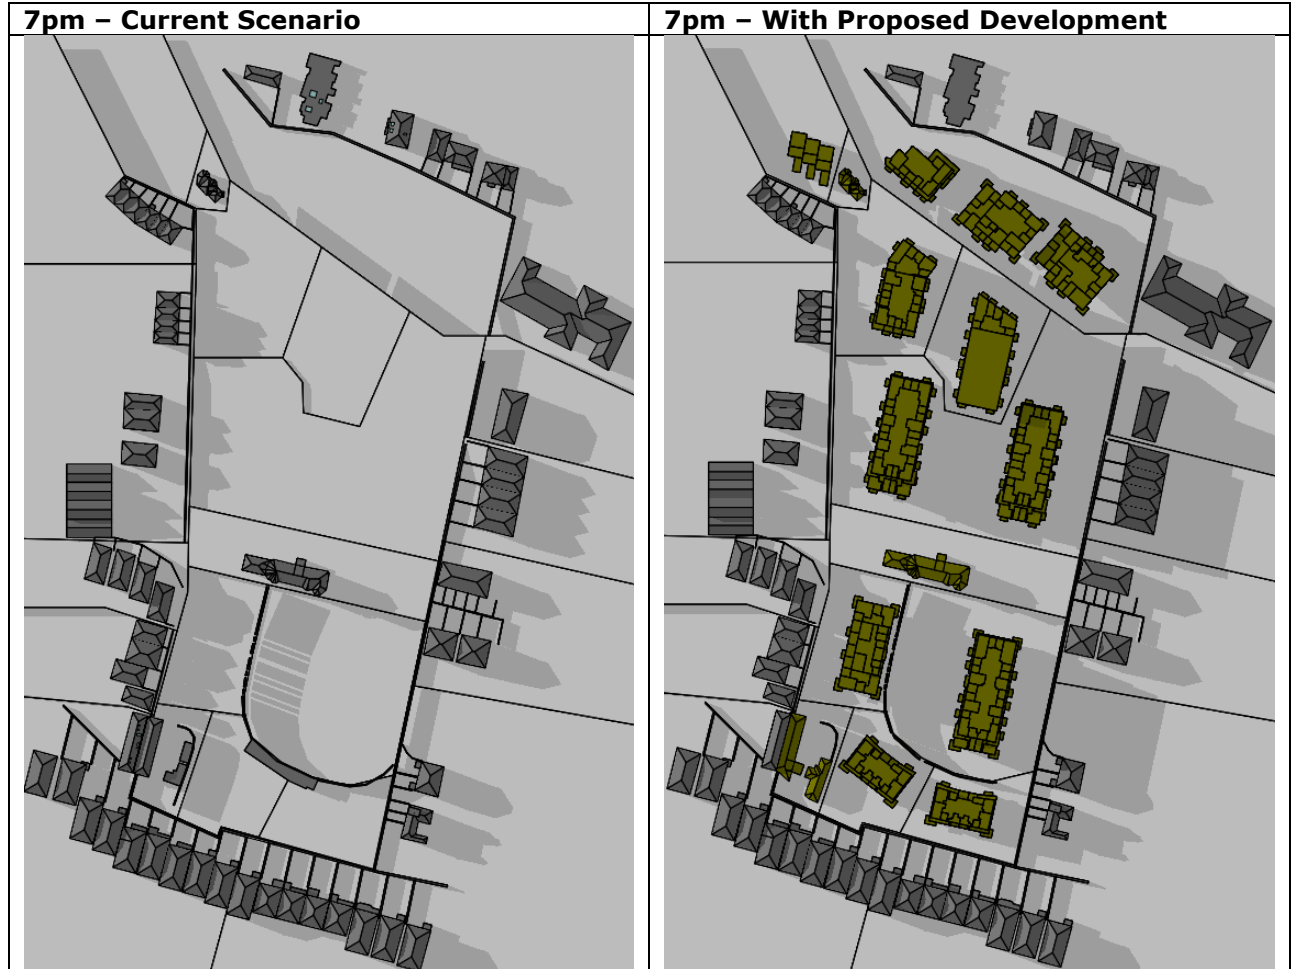 7pm – Current Scenario
7pm – With Proposed Development